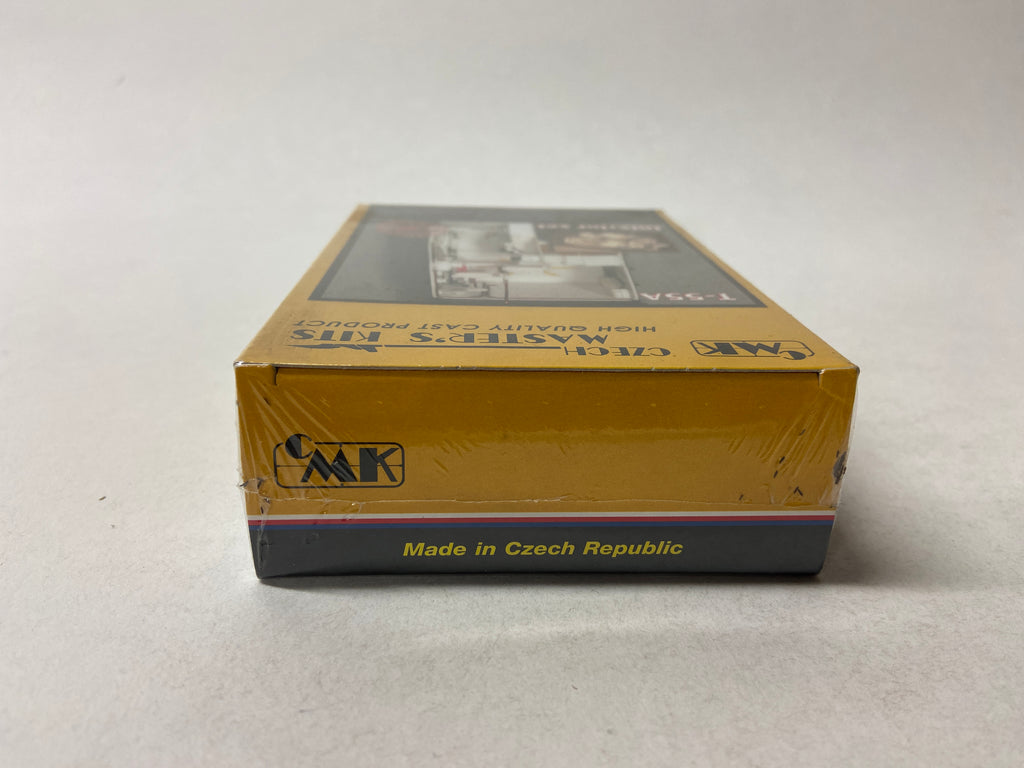 CMK
CZECH
MASTER'S KITS
HIGH QUALITY CAST PRODUCT
T-55A
CMK
Made in Czech Republic